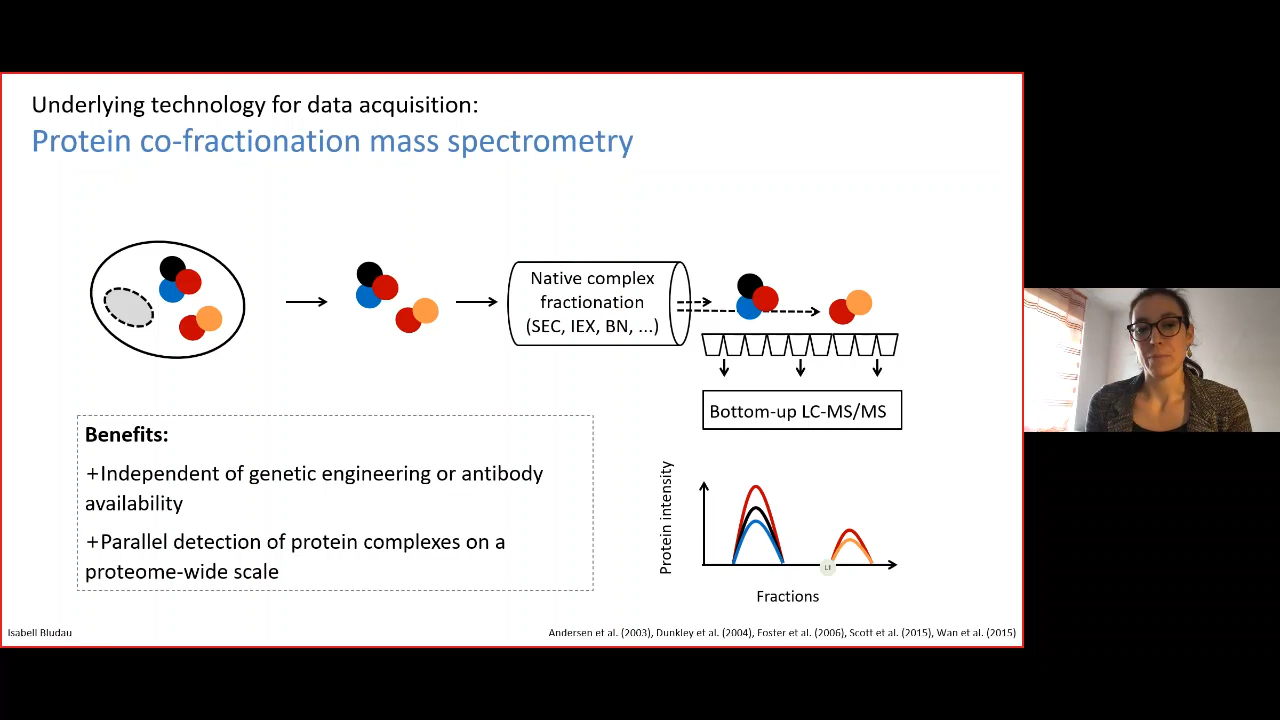 Underlying technology for data acquisition:
Protein co-fractionation mass spectrometry
Native complex
fractionation
(SEC, IEX, BN, ...)
Bottom-up LC-MS/MS
Benefits:
+Independent of genetic engineering or antibody
availability
+Parallel detection of protein complexes on a
proteome-wide scale
Protein intensity
LI
Fractions
Isabell Bludau
Andersen et al. (2003), Dunkley et al. (2004), Foster et al. (2006), Scott et al. (2015), Wan et al. (2015)